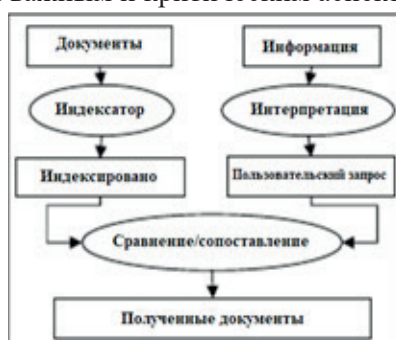 Документы
Информация
Индексатор
Интерпретация
Индексировано
Пользовательский запрос
Сравнение/сопоставление
Полученные документы